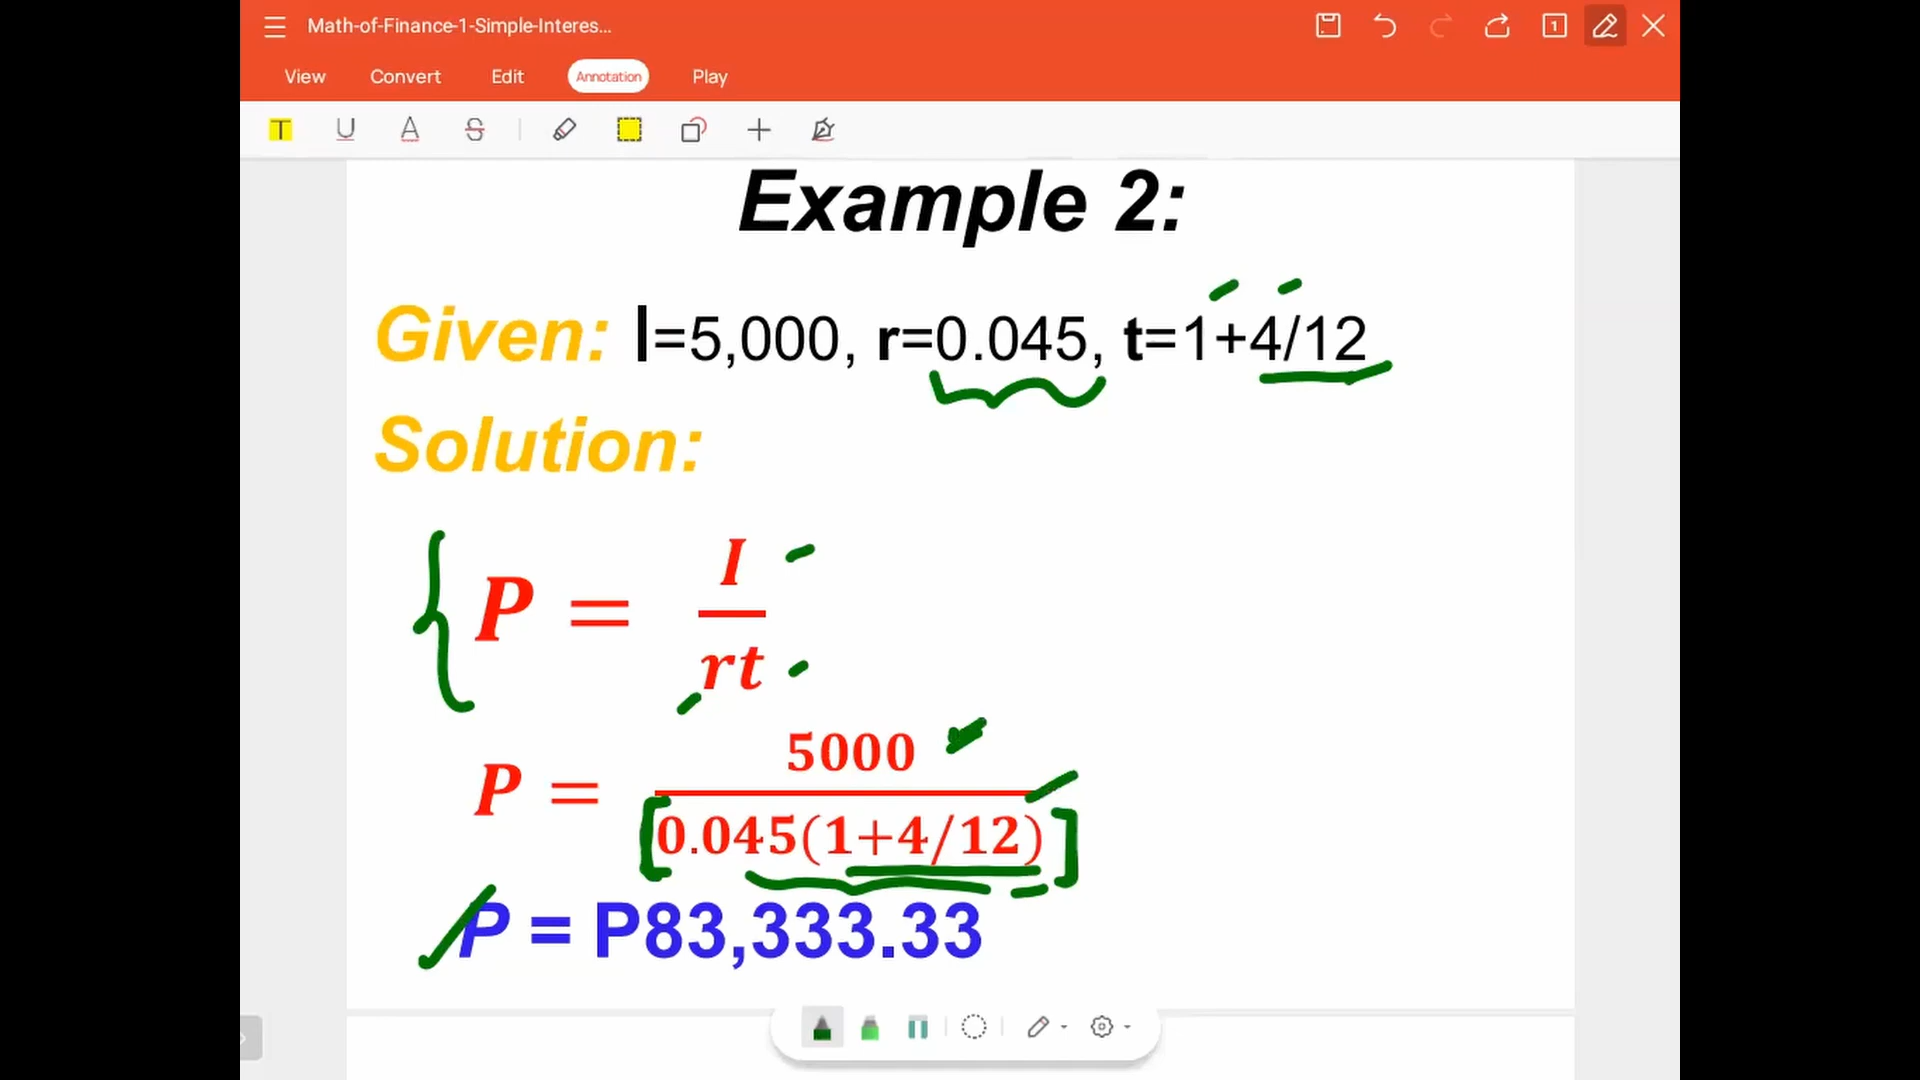 Math-of-Finance-1-Simple-Interes...
1
View Convert Edit Annotation Play
T U A S
Example 2:
Given: I=5,000, r=0.045, t=1+4/12
Solution:
P = I/rt
P = 5000/0.045(1+4/12)
P = P83,333.33